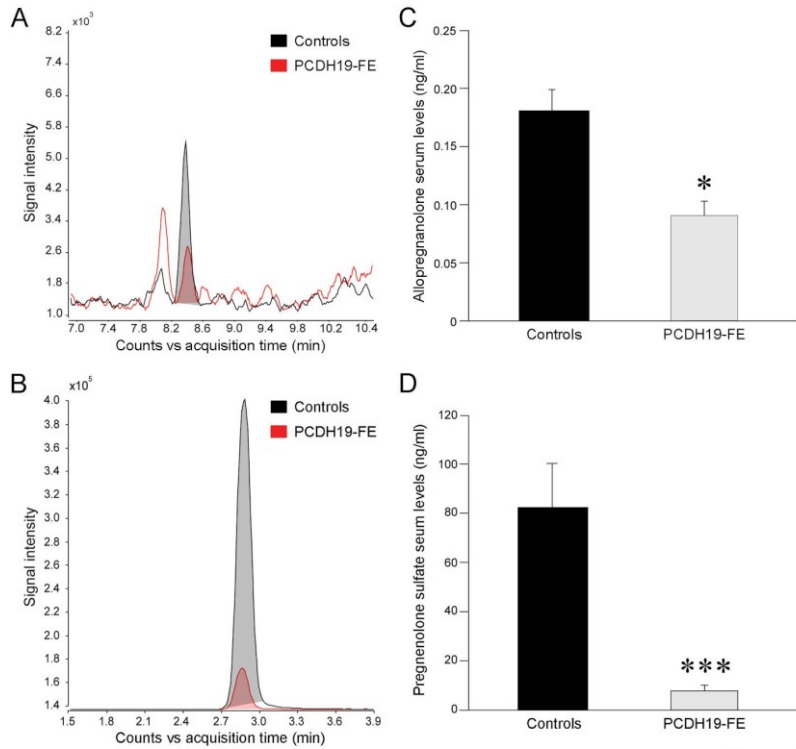 A
x10³
8.2
7.6
6.4
5.8
5.0
4.2
3.4
2.6
1.8
1.0
Signal intensity
Controls
PCDH19-FE
7.0 7.4 7.8 8.2 8.6 9.0 9.4 9.8 10.0 10.4
Counts vs acquisition time (min)
B
x10⁵
4.0
3.8
3.6
3.4
3.2
3.0
2.8
2.6
2.4
2.2
2.0
1.8
1.6
1.4
Signal intensity
Controls
PCDH19-FE
1.5 1.8 2.1 2.4 2.7 3.0 3.3 3.6 3.9
Counts vs acquisition time (min)
C
0.25
0.20
0.15
0.10
0.05
0
Allopregnanolone serum levels (ng/ml)
*
Controls PCDH19-FE
D
120
100
80
60
40
20
0
Pregnenolone sulfate seum levels (ng/ml)
***
Controls PCDH19-FE